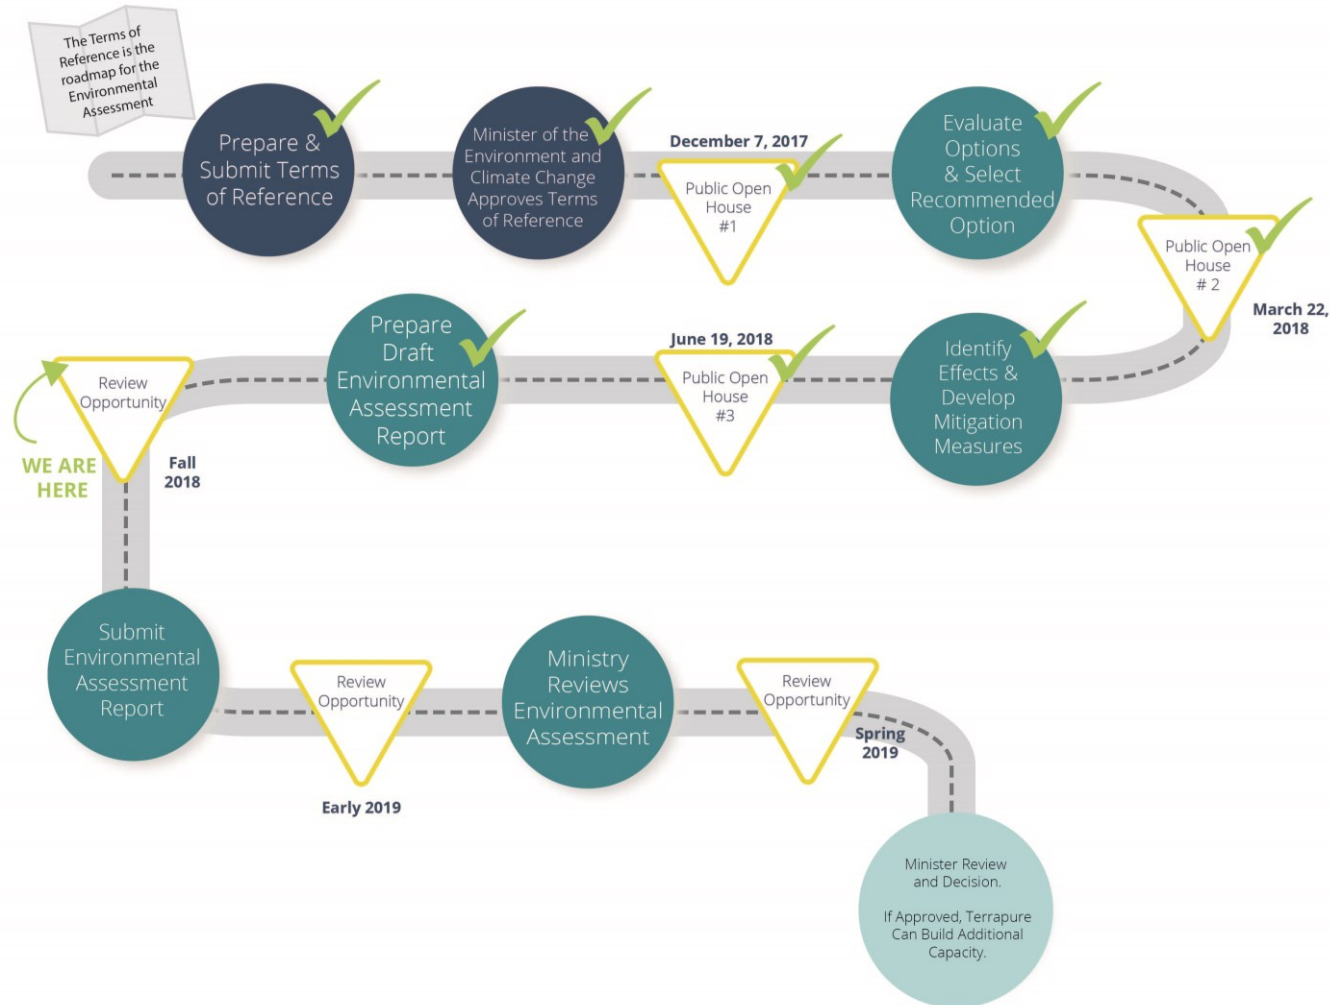 The Terms of
Reference is the
roadmap for the
Environmental
Assessment
Prepare &
Submit Terms
of Reference
Minister of the
Environment and
Climate Change
Approves Terms
of Reference
December 7, 2017
Public Open
House
#1
Evaluate
Options
& Select
Recommended
Option
Public Open
House
# 2
March 22,
2018
Identify
Effects &
Develop
Mitigation
Measures
June 19, 2018
Public Open
House
#3
Prepare
Draft
Environmental
Assessment
Report
Review
Opportunity
WE ARE
HERE
Fall
2018
Submit
Environmental
Assessment
Report
Review
Opportunity
Early 2019
Ministry
Reviews
Environmental
Assessment
Review
Opportunity
Spring
2019
Minister Review
and Decision.
If Approved, Terrapure
Can Build Additional
Capacity.